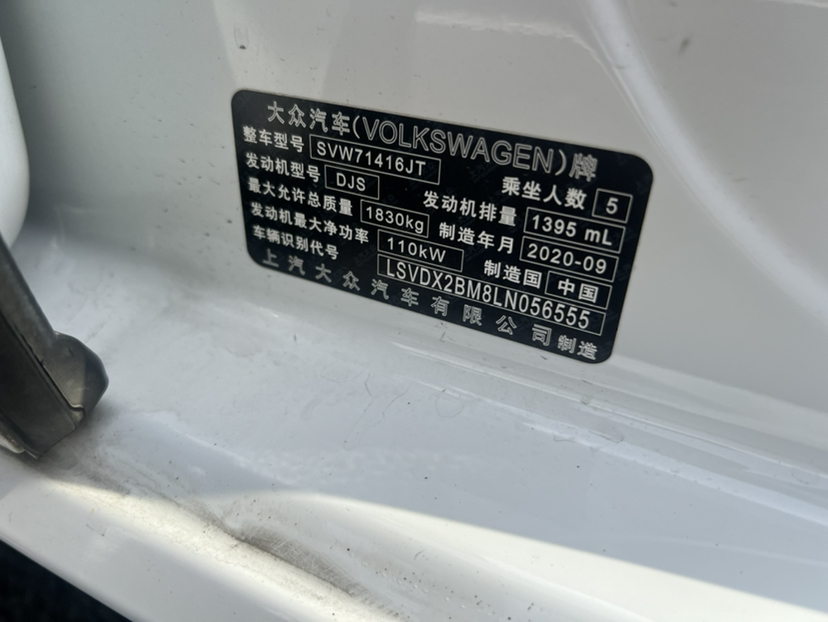 大众汽车(VOLKSWAGEN)牌
整车型号 SVW71416JT 乘坐人数 5
发动机型号 DJS 发动机排量 1395 mL
最大允许总质量 1830kg 制造年月 2020-09
发动机最大净功率 110kW 制造国 中国
车辆识别代号 LSVDX2BM8LN056555
上汽大众汽车有限公司制造